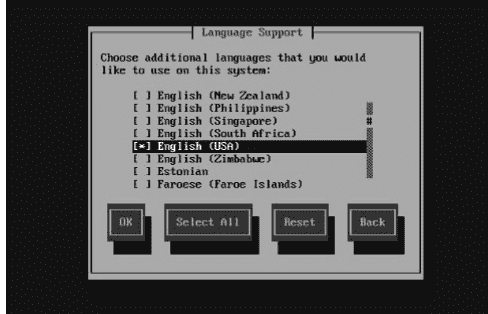 Language Support
Choose additional languages that you would
like to use on this system:
[ ] English (New Zealand)
[ ] English (Philippines)
[ ] English (Singapore)
[ ] English (South Africa)
[*] English (USA)
[ ] English (Zimbabwe)
[ ] Estonian
[ ] Faroese (Faroe Islands)
OK Select All Reset Back